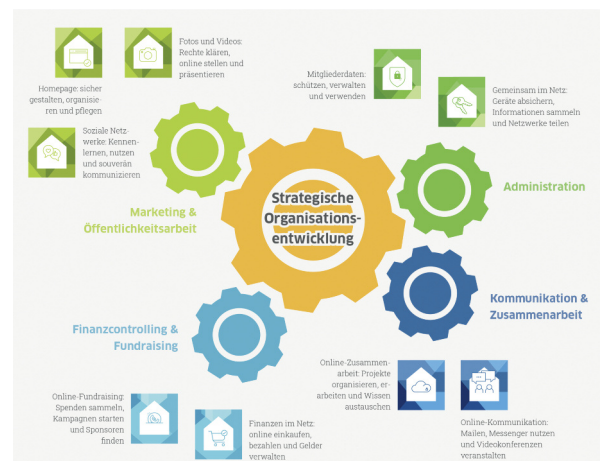 Fotos und Videos:
Rechte klären,
online stellen und
präsentieren
Homepage: sicher
gestalten, organisie-
ren und pflegen
Soziale Netz-
werke: Kennen-
lernen, nutzen
und souverän
kommunizieren
Marketing &
Öffentlichkeitsarbeit
Mitgliederdaten:
schützen, verwalten
und verwenden
Gemeinsam im Netz:
Geräte absichern,
Informationen sammeln
und Netzwerke teilen
Administration
Strategische
Organisations-
entwicklung
Finanzcontrolling &
Fundraising
Online-Fundraising:
Spenden sammeln,
Kampagnen starten
und Sponsoren
finden
Finanzen im Netz:
online einkaufen,
bezahlen und Gelder
verwalten
Kommunikation &
Zusammenarbeit
Online-Zusammen-
arbeit: Projekte
organisieren, er-
arbeiten und Wissen
austauschen
Online-Kommunikation:
Mailen, Messenger nutzen
und Videokonferenzen
veranstalten